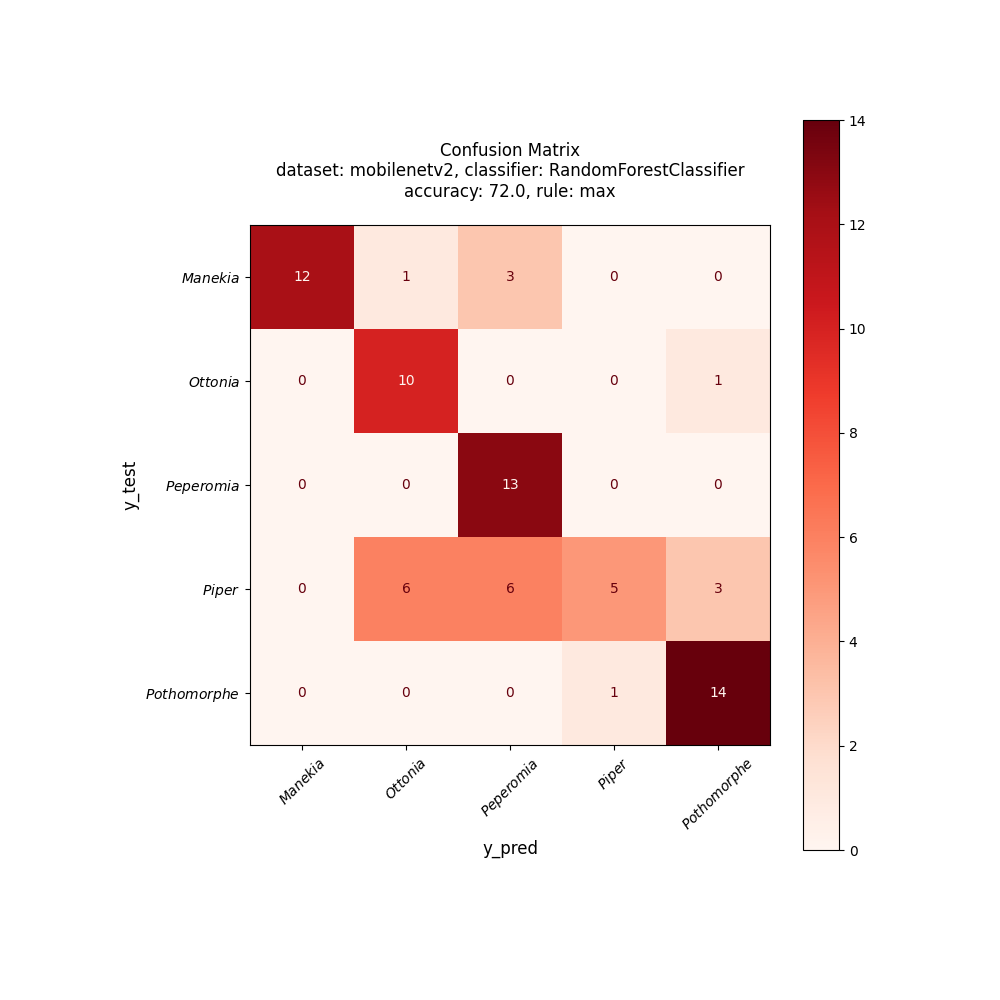 Confusion Matrix
dataset: mobilenetv2, classifier: RandomForestClassifier
accuracy: 72.0, rule: max
y_test
Manekia 12 1 3 0 0
Ottonia 0 10 0 0 1
Peperomia 0 0 13 0 0
Piper 0 6 6 5 3
Pothomorphe 0 0 0 1 14
Manekia Ottonia Peperomia Piper Pothomorphe
y_pred
14
12
10
8
6
4
2
0